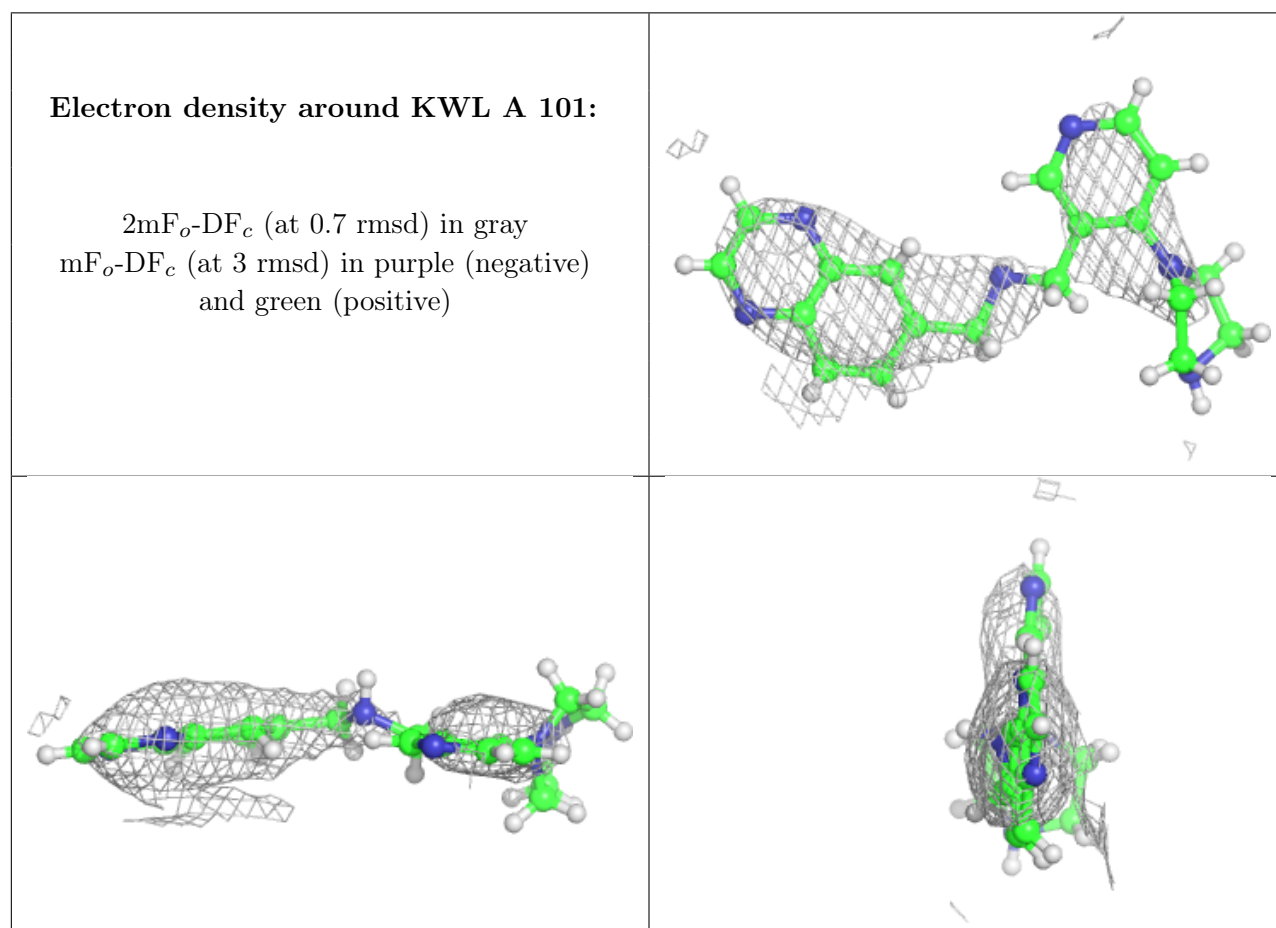 Electron density around KWL A 101:
2mFo-DFc (at 0.7 rmsd) in gray
mFo-DFc (at 3 rmsd) in purple (negative)
and green (positive)